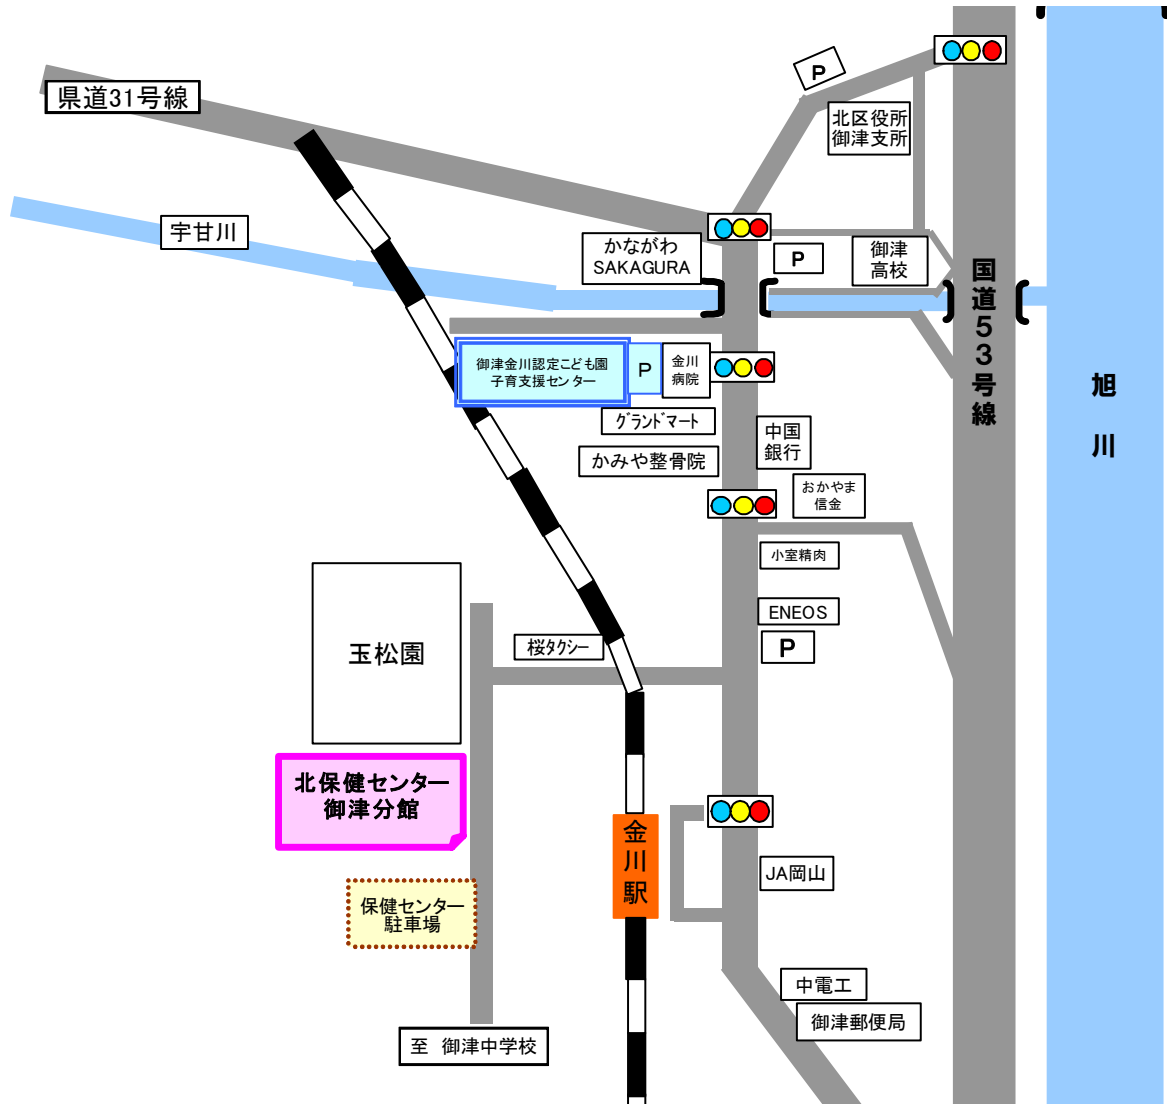 P
県道31号線
北区役所
御津支所
宇甘川
かながわ
SAKAGURA
P
御津
高校
国道53号線
旭川
御津金川認定こども園
子育支援センター
P
金川
病院
グランドマート
中国
銀行
かみや整骨院
おかやま
信金
小室精肉
ENEOS
P
桜タクシー
玉松園
北保健センター
御津分館
金川駅
JA岡山
保健センター
駐車場
中電工
御津郵便局
至 御津中学校